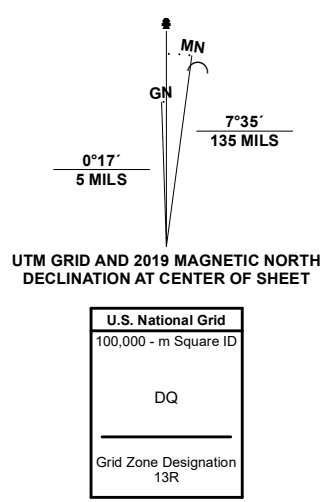 MN
GN
7°35´
135 MILS
0°17´
5 MILS
UTM GRID AND 2019 MAGNETIC NORTH
DECLINATION AT CENTER OF SHEET
U.S. National Grid
100,000 - m Square ID
DQ
Grid Zone Designation
13R